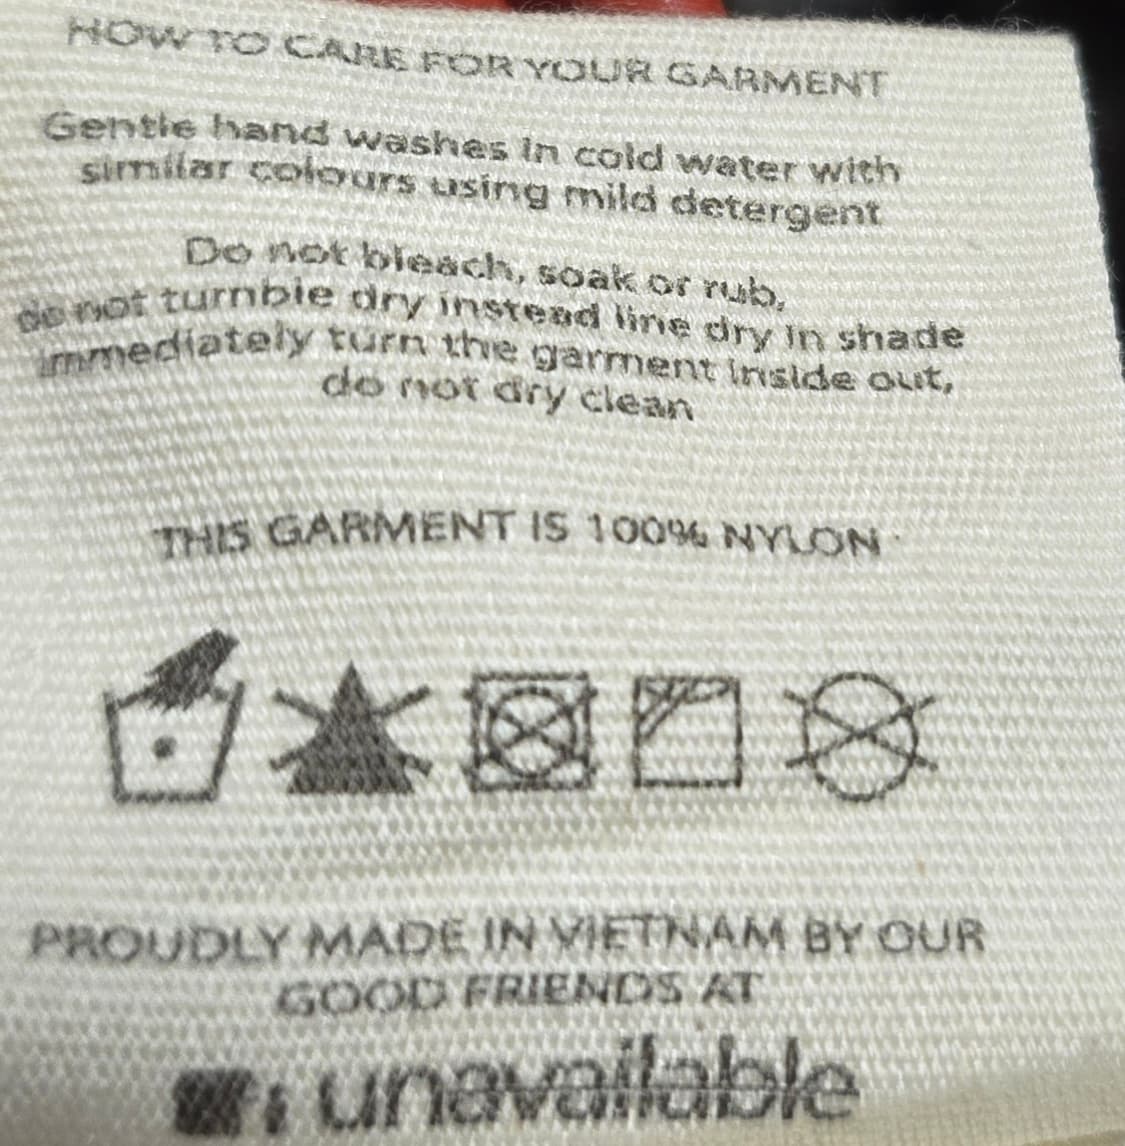 HOW TO CARE FOR YOUR GARMENT
Gentle hand washes in cold water with
similar colours using mild detergent
Do not bleach, soak or rub,
do not turnble dry instead line dry in shade
immediately turn the garment inside out,
do not dry clean
THIS GARMENT IS 100% NYLON
PROUDLY MADE IN VIETNAM BY OUR
GOOD FRIENDS AT
unavailable